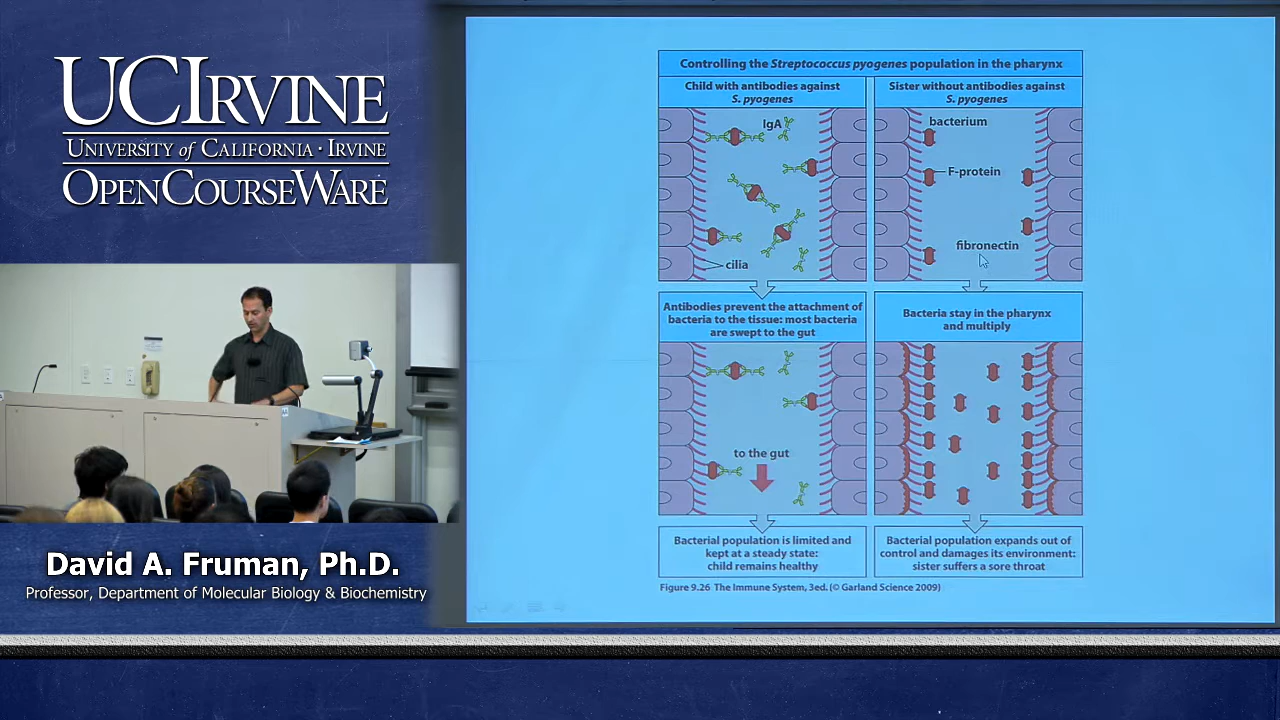 UCIRVINE
UNIVERSITY of CALIFORNIA · IRVINE
OPENCOURSEWARE
David A. Fruman, Ph.D.
Professor, Department of Molecular Biology & Biochemistry
Controlling the Streptococcus pyogenes population in the pharynx
Child with antibodies against
S. pyogenes
IgA
cilia
Antibodies prevent the attachment of
bacteria to the tissue: most bacteria
are swept to the gut
to the gut
Bacterial population is limited and
kept at a steady state:
child remains healthy
Sister without antibodies against
S. pyogenes
bacterium
F-protein
fibronectin
Bacteria stay in the pharynx
and multiply
Bacterial population expands out of
control and damages its environment:
sister suffers a sore throat
Figure 9.26 The Immune System, 3ed. (© Garland Science 2009)